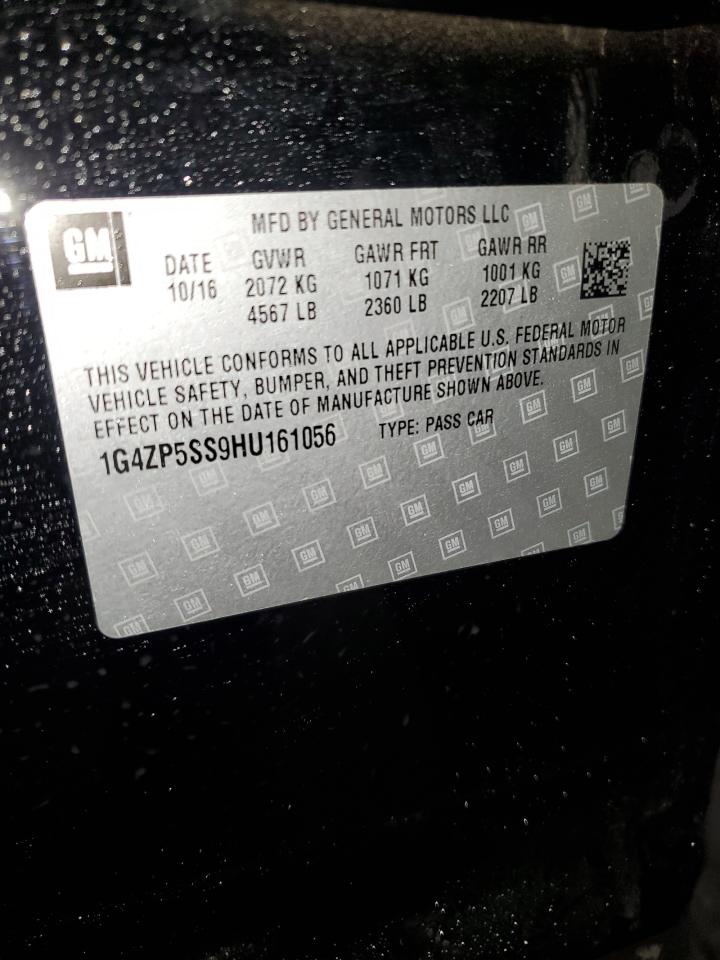 GM
MFD BY GENERAL MOTORS LLC
DATE GVWR GAWR FRT GAWR RR
10/16 2072 KG 1071 KG 1001 KG
4567 LB 2360 LB 2207 LB
THIS VEHICLE CONFORMS TO ALL APPLICABLE U.S. FEDERAL MOTOR
VEHICLE SAFETY, BUMPER, AND THEFT PREVENTION STANDARDS IN
EFFECT ON THE DATE OF MANUFACTURE SHOWN ABOVE.
1G4ZP5SS9HU161056 TYPE: PASS CAR